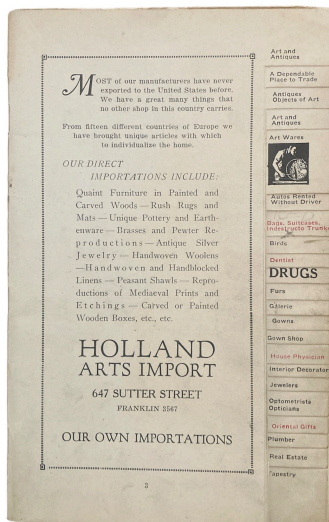 MOST of our manufacturers have never
exported to the United States before.
We have a great many things that
no other shop in this country carries.
From fifteen different countries of Europe we
have brought unique articles with which
to individualize the home.
OUR DIRECT
IMPORTATIONS INCLUDE:
Quaint Furniture in Painted and
Carved Woods—Rush Rugs and
Mats—Unique Pottery and Earth-
enware—Brasses and Pewter Re-
productions—Antique Silver
Jewelry—Handwoven Woolens
—Handwoven and Handblocked
Linens—Peasant Shawls—Repro-
ductions of Mediaeval Prints and
Etchings—Carved or Painted
Wooden Boxes, etc., etc.
HOLLAND
ARTS IMPORT
647 SUTTER STREET
FRANKLIN 3567
OUR OWN IMPORTATIONS
Art and
Antiques
A Dependable
Place to Trade
Antiques
Objects of Art
Art and
Antiques
Art Wares
Autos Rented
Without Driver
Bags, Suitcases,
Indestructo Trunks
Birds
Dentist
DRUGS
Furs
Galerie
Gowns
Gown Shop
House Physician
Interior Decorator
Jewelers
Optometrists
Opticians
Oriental Gifts
Plumber
Real Estate
Tapestry